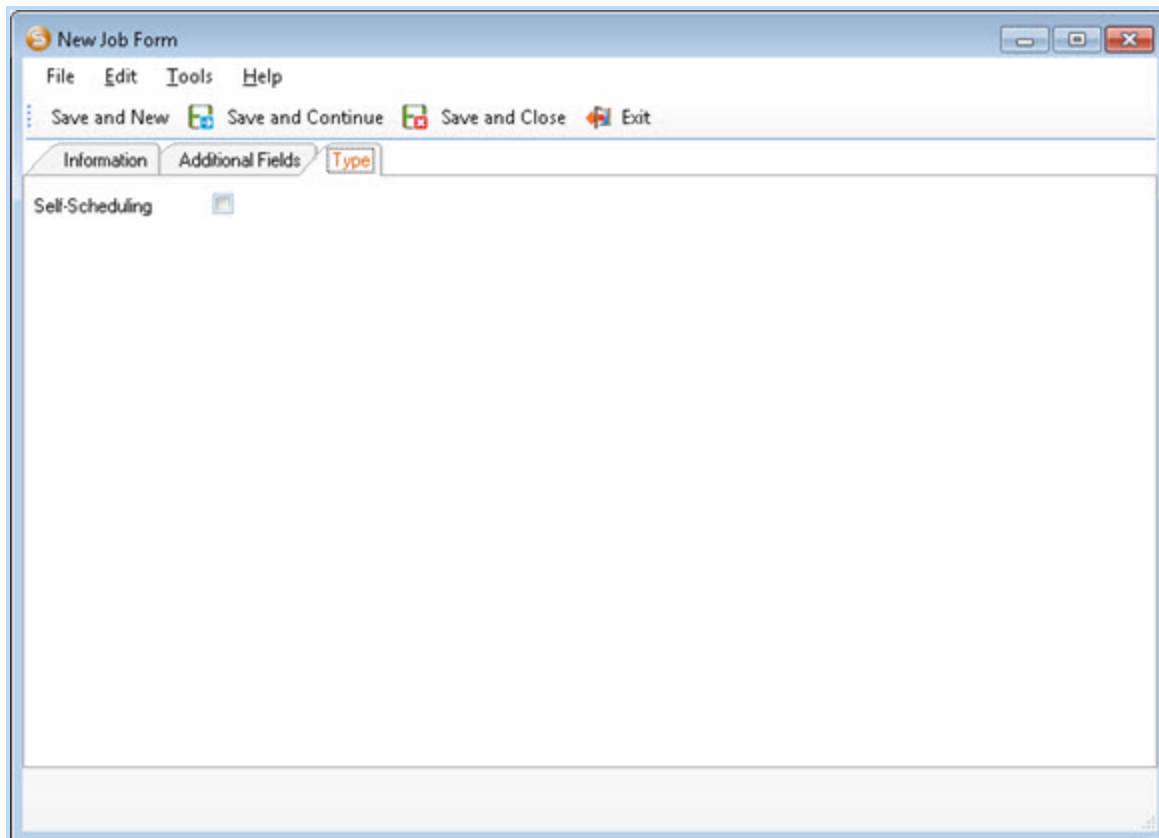 New Job Form
File Edit Tools Help
Save and New Save and Continue Save and Close Exit
Information Additional Fields Type
Self-Scheduling